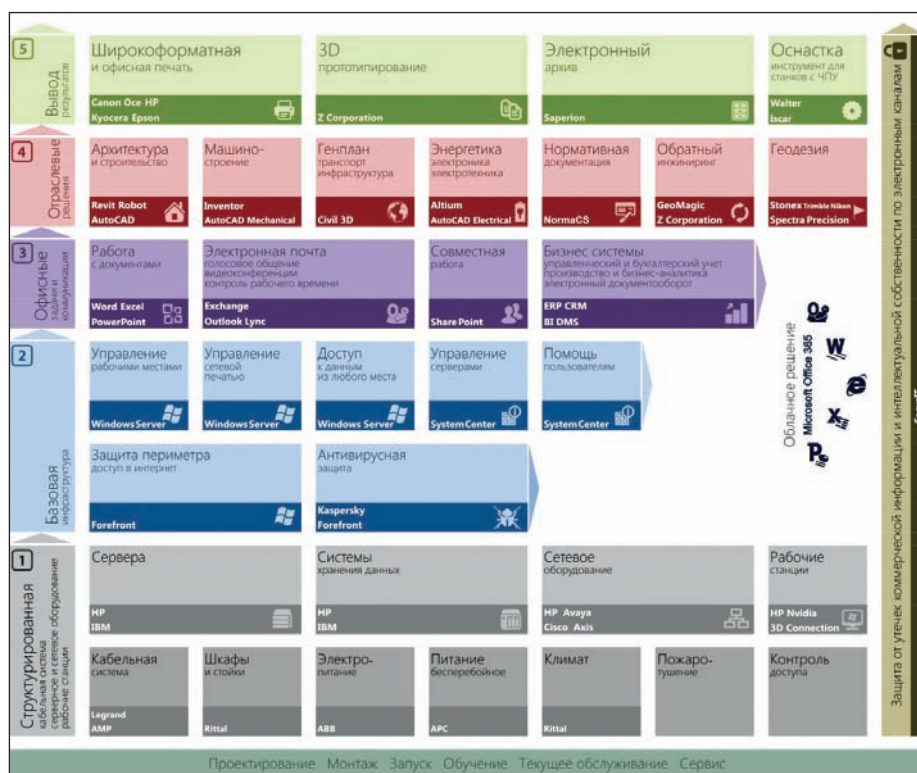 5
Вывод
результатов
Широкоформатная
и офисная печать
Canon Oce HP
Kyocera Epson
3D
прототипирование
Z Corporation
Электронный
архив
Saperion
Оснастка
инструмент для
станков с ЧПУ
Walter
Iscar
4
Отраслевые
решения
Архитектура
и строительство
Revit Robot
AutoCAD
Машино-
строение
Inventor
AutoCAD Mechanical
Генплан
транспорт
инфраструктура
Civil 3D
Энергетика
электроника
электротехника
Altium
AutoCAD Electrical
Нормативная
документация
NormaCS
Обратный
инжиниринг
GeoMagic
Z Corporation
Геодезия
Stonex Trimble Nikon
Spectra Precision
3
Офисные
задачи и
коммуникации
Работа
с документами
Word Excel
PowerPoint
Электронная почта
голосовое общение
видеоконференции
контроль рабочего времени
Exchange
Outlook Lync
Совместная
работа
Share Point
Бизнес системы
управленческий и бухгалтерский учет
производство и бизнес-аналитика
электронный документооборот
ERP CRM
BI DMS
2
Базовая
инфраструктура
Управление
рабочими местами
Windows Server
Управление
сетевой
печатью
Windows Server
Доступ
к данным
из любого места
Windows Server
Управление
серверами
System Center
Помощь
пользователям
System Center
Защита периметра
доступ в интернет
Forefront
Антивирусная
защита
Kaspersky
Forefront
Облачное решение
Microsoft Office 365
1
Структурированная
кабельная система
серверное и сетевое оборудование
рабочие станции
Сервера
HP
IBM
Системы
хранения данных
HP
IBM
Сетевое
оборудование
HP Avaya
Cisco Axis
Рабочие
станции
HP Nvidia
3D Connection
Кабельная
система
Legrand
AMP
Шкафы
и стойки
Rittal
Электро-
питание
ABB
Питание
бесперебойное
APC
Климат
Rittal
Пожаро-
тушение
Контроль
доступа
Защита от утечек коммерческой информации и интеллектуальной собственности по электронным каналам
Проектирование Монтаж Запуск Обучение Текущее обслуживание Сервис